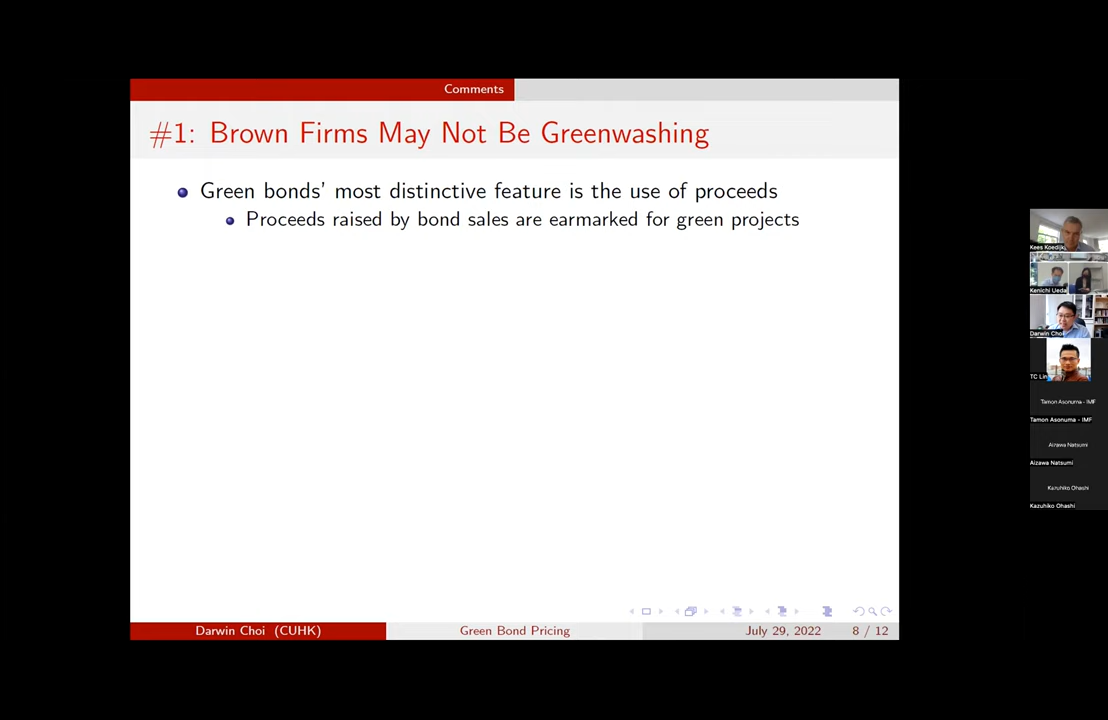 Comments
#1: Brown Firms May Not Be Greenwashing
Green bonds' most distinctive feature is the use of proceeds
Proceeds raised by bond sales are earmarked for green projects
Darwin Choi (CUHK)
Green Bond Pricing
July 29, 2022
8 / 12
Kees Koedijk
Kenichi Ueda
Darwin Choi
TC Lin
Tamon Asonuma - IMF
Tamon Asonuma - IMF
Aizawa Natsumi
Aizawa Natsumi
Kazuhiko Ohashi
Kazuhiko Ohashi